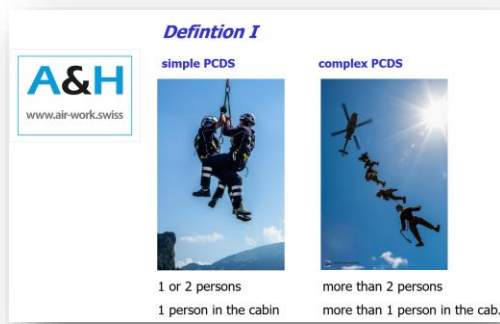 Defintion I
A&H
www.air-work.swiss
simple PCDS
complex PCDS
1 or 2 persons
more than 2 persons
1 person in the cabin
more than 1 person in the cab.